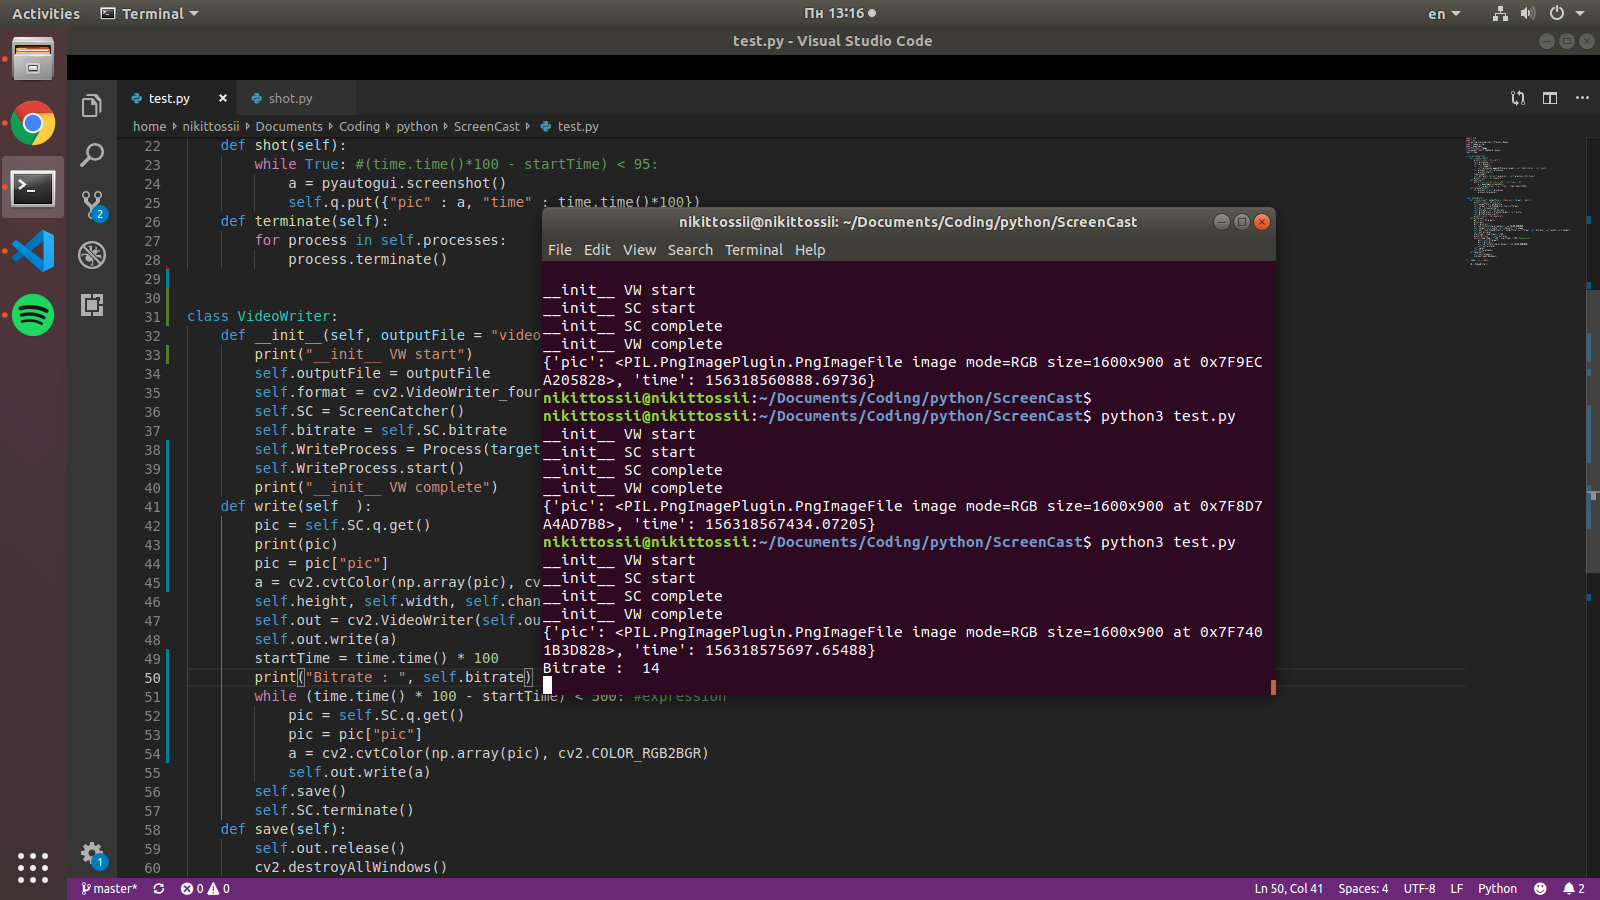 Activities Terminal Пн 13:16 en
test.py - Visual Studio Code
test.py shot.py
home nikittossii Documents Coding python ScreenCast test.py
22 def shot(self):
23 while True: #(time.time()*100 - startTime) < 95:
24 a = pyautogui.screenshot()
25 self.q.put({"pic" : a, "time" : time.time()*100})
26 def terminate(self):
27 for process in self.processes:
28 process.terminate()
29
30
31 class VideoWriter:
32 def __init__(self, outputFile = "video
33 print("__init__ VW start")
34 self.outputFile = outputFile
35 self.format = cv2.VideoWriter_four
36 self.SC = ScreenCatcher()
37 self.bitrate = self.SC.bitrate
38 self.WriteProcess = Process(target
39 self.WriteProcess.start()
40 print("__init__ VW complete")
41 def write(self  ):
42 pic = self.SC.q.get()
43 print(pic)
44 pic = pic["pic"]
45 a = cv2.cvtColor(np.array(pic), cv
46 self.height, self.width, self.chan
47 self.out = cv2.VideoWriter(self.ou
48 self.out.write(a)
49 startTime = time.time() * 100
50 print("Bitrate : ", self.bitrate)
51 while (time.time() * 100 - startTime) < 500: #expression
52 pic = self.SC.q.get()
53 pic = pic["pic"]
54 a = cv2.cvtColor(np.array(pic), cv2.COLOR_RGB2BGR)
55 self.out.write(a)
56 self.save()
57 self.SC.terminate()
58 def save(self):
59 self.out.release()
60 cv2.destroyAllWindows()
nikittossii@nikittossii: ~/Documents/Coding/python/ScreenCast
File Edit View Search Terminal Help
__init__ VW start
__init__ SC start
__init__ SC complete
__init__ VW complete
{'pic': <PIL.PngImagePlugin.PngImageFile image mode=RGB size=1600x900 at 0x7F9EC
A205828>, 'time': 156318560888.69736}
nikittossii@nikittossii:~/Documents/Coding/python/ScreenCast$
nikittossii@nikittossii:~/Documents/Coding/python/ScreenCast$ python3 test.py
__init__ VW start
__init__ SC start
__init__ SC complete
__init__ VW complete
{'pic': <PIL.PngImagePlugin.PngImageFile image mode=RGB size=1600x900 at 0x7F8D7
A4AD7B8>, 'time': 156318567434.07205}
nikittossii@nikittossii:~/Documents/Coding/python/ScreenCast$ python3 test.py
__init__ VW start
__init__ SC start
__init__ SC complete
__init__ VW complete
{'pic': <PIL.PngImagePlugin.PngImageFile image mode=RGB size=1600x900 at 0x7F740
1B3D828>, 'time': 156318575697.65488}
Bitrate :  14
2
1
master* 0 0 Ln 50, Col 41 Spaces: 4 UTF-8 LF Python 2